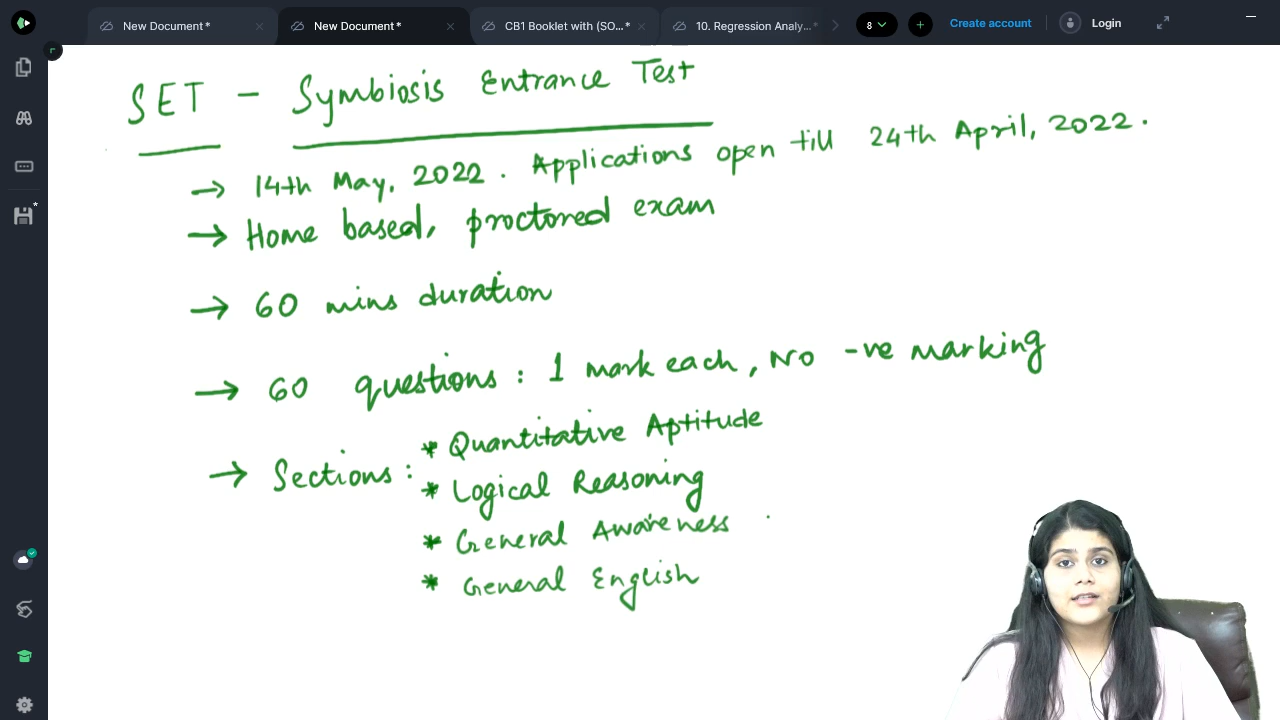 New Document*
New Document*
CB1 Booklet with (SO...*
10. Regression Analy...*
8
Create account
Login
SET - Symbiosis Entrance Test
→ 14th May, 2022. Applications open till 24th April, 2022.
→ Home based, proctored exam
→ 60 mins duration
→ 60 questions: 1 mark each, No -ve marking
→ Sections: * Quantitative Aptitude
* Logical Reasoning
* General Awareness
* General English